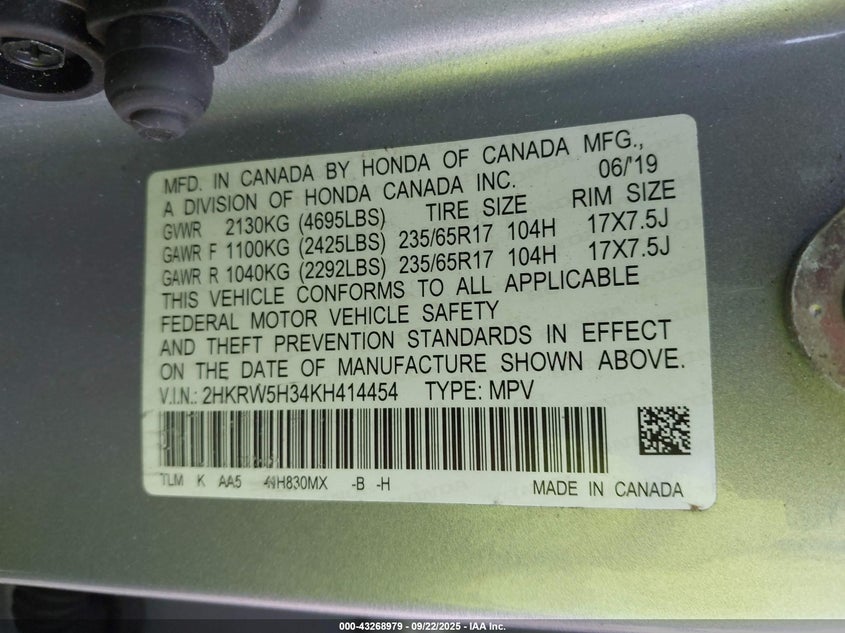 MFD. IN CANADA BY HONDA OF CANADA MFG.,
A DIVISION OF HONDA CANADA INC. 06/'19
GVWR 2130KG (4695LBS) TIRE SIZE RIM SIZE
GAWR F 1100KG (2425LBS) 235/65R17 104H 17X7.5J
GAWR R 1040KG (2292LBS) 235/65R17 104H 17X7.5J
THIS VEHICLE CONFORMS TO ALL APPLICABLE
FEDERAL MOTOR VEHICLE SAFETY
AND THEFT PREVENTION STANDARDS IN EFFECT
ON THE DATE OF MANUFACTURE SHOWN ABOVE.
V.I.N.: 2HKRW5H34KH414454 TYPE: MPV
TLM K AA5 NH830MX -B -H MADE IN CANADA
000-43268979 - 09/22/2025 - IAA Inc.